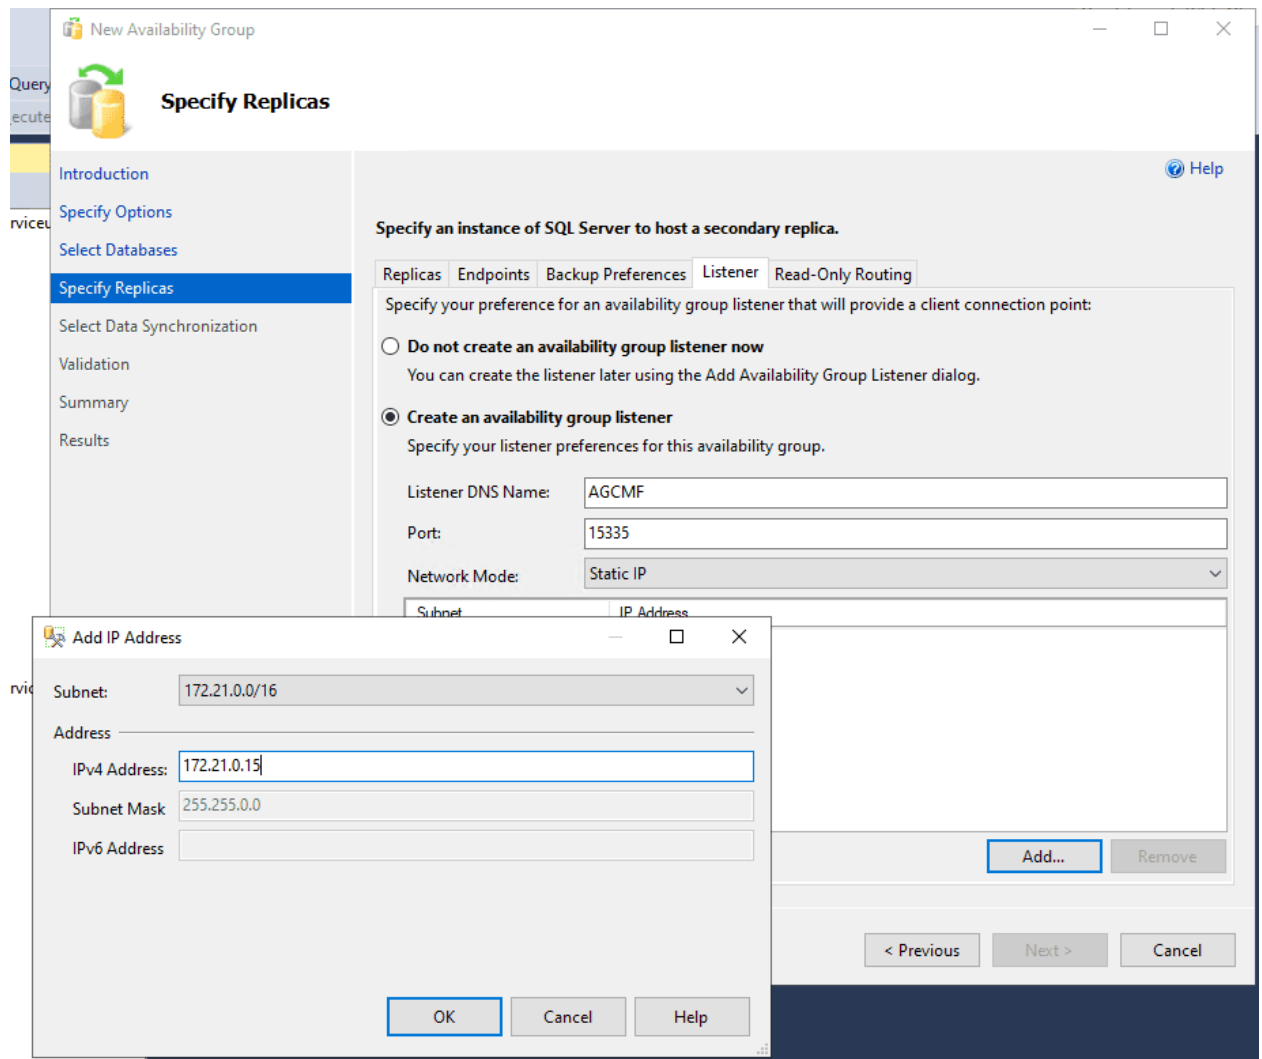 New Availability Group
Query
ecute
Specify Replicas
Introduction
Specify Options
Select Databases
Specify Replicas
Select Data Synchronization
Validation
Summary
Results
Help
Specify an instance of SQL Server to host a secondary replica.
Replicas Endpoints Backup Preferences Listener Read-Only Routing
Specify your preference for an availability group listener that will provide a client connection point:
Do not create an availability group listener now
You can create the listener later using the Add Availability Group Listener dialog.
Create an availability group listener
Specify your listener preferences for this availability group.
Listener DNS Name: AGCMF
Port: 15335
Network Mode: Static IP
Subnet IP Address
Add... Remove
< Previous Next > Cancel
Add IP Address
Subnet: 172.21.0.0/16
Address
IPv4 Address: 172.21.0.15
Subnet Mask 255.255.0.0
IPv6 Address
OK Cancel Help